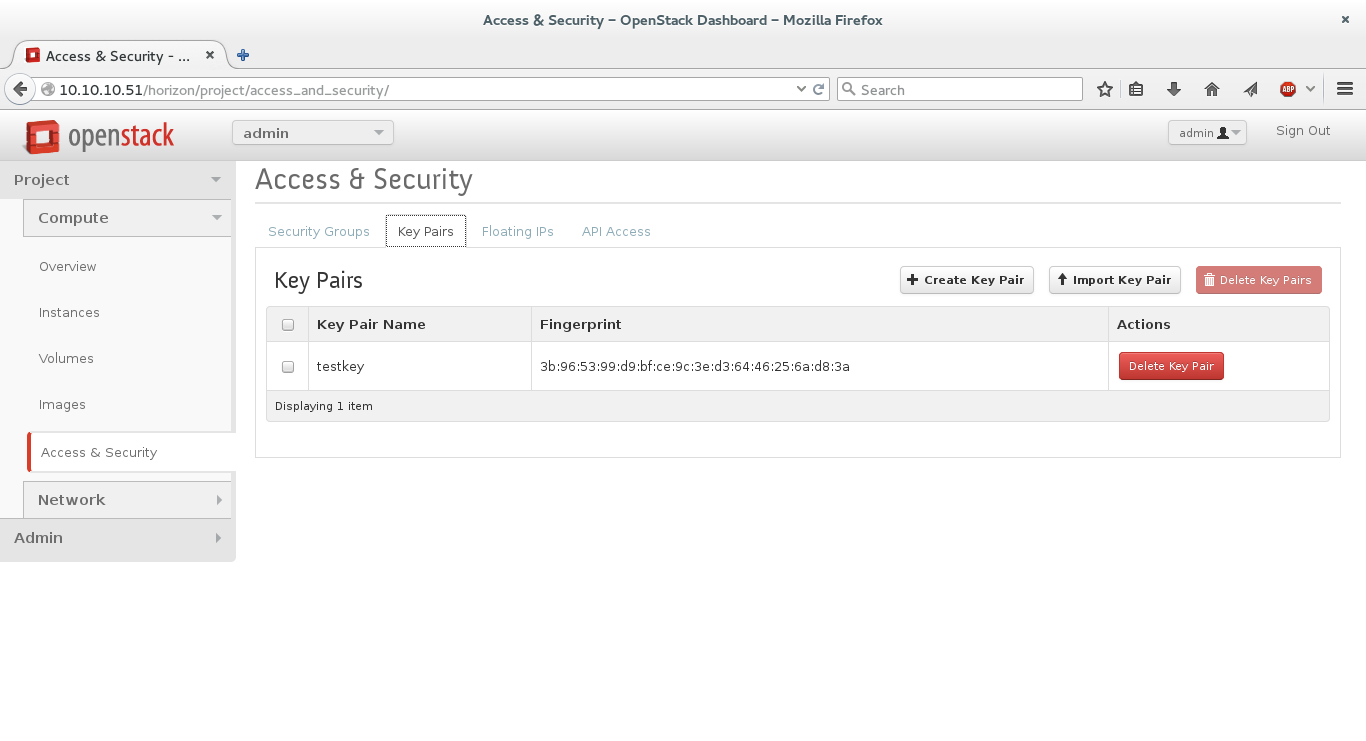 Access & Security – OpenStack Dashboard – Mozilla Firefox
Access & Security - ...
10.10.10.51/horizon/project/access_and_security/
Search
ABP
openstack
admin
admin
Sign Out
Project
Compute
Overview
Instances
Volumes
Images
Access & Security
Network
Admin
Access & Security
Security Groups Key Pairs Floating IPs API Access
Key Pairs
Create Key Pair Import Key Pair Delete Key Pairs
Key Pair Name Fingerprint Actions
testkey 3b:96:53:99:d9:bf:ce:9c:3e:d3:64:46:25:6a:d8:3a Delete Key Pair
Displaying 1 item